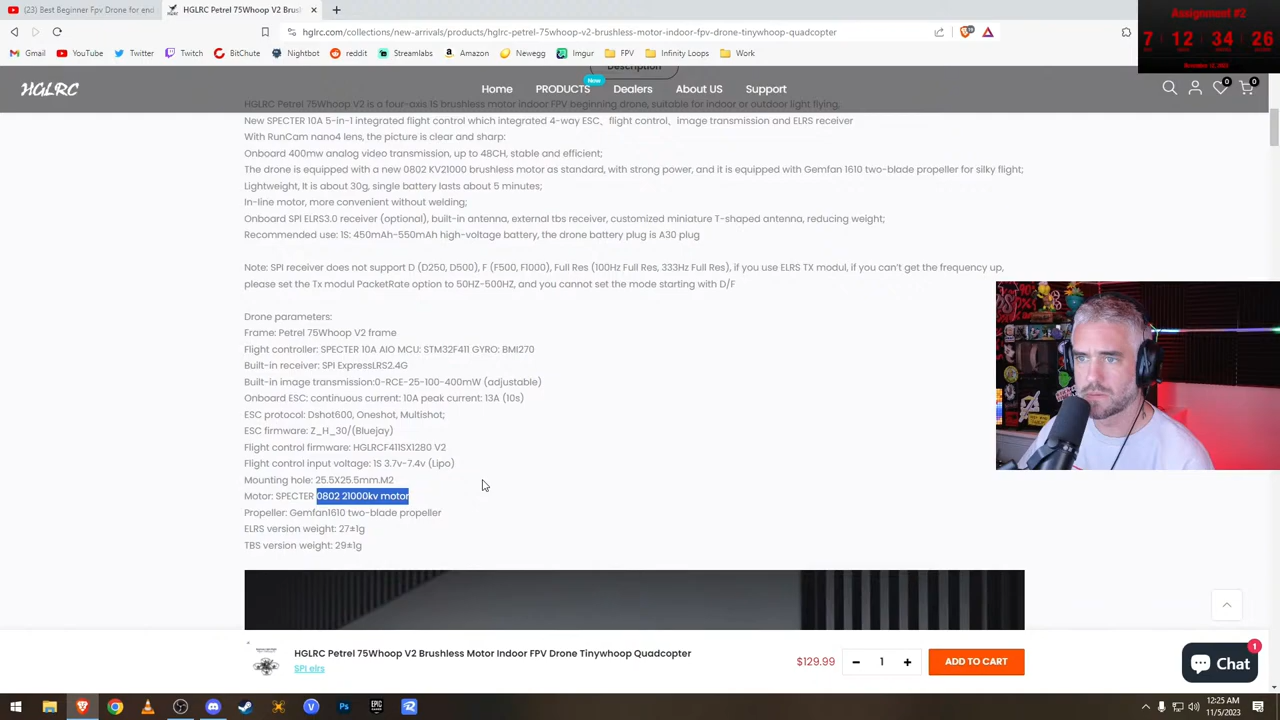 (23) Best Beginner Fpv Drone for end
HGLRC Petrel 75Whoop V2 Brush
hglrc.com/collections/new-arrivals/products/hglrc-petrel-75whoop-v2-brushless-motor-indoor-fpv-drone-tinywhoop-quadcopter
Gmail YouTube Twitter Twitch BitChute Nightbot reddit Streamlabs Amazon Newegg Imgur FPV Infinity Loops Work
Assignment #2
7 12 34 26
Description
HGLRC
Home PRODUCTS New Dealers About US Support
0 0
HGLRC Petrel 75Whoop V2 is a four-axis 1S brushless motor indoor FPV beginning drone, suitable for indoor or outdoor light flying,
New SPECTER 10A 5-in-1 integrated flight control which integrated 4-way ESC、flight control、image transmission and ELRS receiver
With RunCam nano4 lens, the picture is clear and sharp:
Onboard 400mw analog video transmission, up to 48CH, stable and efficient;
The drone is equipped with a new 0802 KV21000 brushless motor as standard, with strong power, and it is equipped with Gemfan 1610 two-blade propeller for silky flight;
Lightweight, It is about 30g, single battery lasts about 5 minutes;
In-line motor, more convenient without welding;
Onboard SPI ELRS3.0 receiver (optional), built-in antenna, external tbs receiver, customized miniature T-shaped antenna, reducing weight;
Recommended use: 1S: 450mAh-550mAh high-voltage battery, the drone battery plug is A30 plug
Note: SPI receiver does not support D (D250, D500), F (F500, F1000), Full Res (100Hz Full Res, 333Hz Full Res), if you use ELRS TX modul, if you can't get the frequency up,
please set the Tx modul PacketRate option to 50HZ-500HZ, and you cannot set the mode starting with D/F
Drone parameters:
Frame: Petrel 75Whoop V2 frame
Flight controller: SPECTER 10A AIO MCU: STM32F411 GYRO: BMI270
Built-in receiver: SPI ExpressLRS2.4G
Built-in image transmission:0-RCE-25-100-400mW (adjustable)
Onboard ESC: continuous current: 10A peak current: 13A (10s)
ESC protocol: Dshot600, Oneshot, Multishot;
ESC firmware: Z_H_30/(Bluejay)
Flight control firmware: HGLRCF411SX1280 V2
Flight control input voltage: 1S 3.7v-7.4v (Lipo)
Mounting hole: 25.5X25.5mm.M2
Motor: SPECTER 0802 21000kv motor
Propeller: Gemfan1610 two-blade propeller
ELRS version weight: 27±1g
TBS version weight: 29±1g
HGLRC Petrel 75Whoop V2 Brushless Motor Indoor FPV Drone Tinywhoop Quadcopter
SPI elrs
$129.99
1
ADD TO CART
Chat
1
12:25 AM
11/5/2023